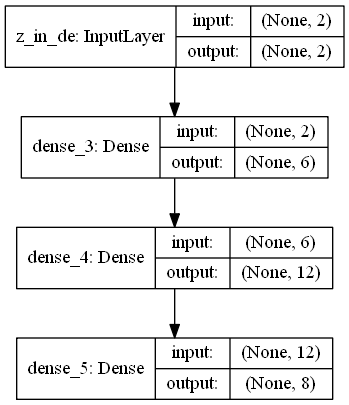 z_in_de: InputLayer
input: (None, 2)
output: (None, 2)
dense_3: Dense
input: (None, 2)
output: (None, 6)
dense_4: Dense
input: (None, 6)
output: (None, 12)
dense_5: Dense
input: (None, 12)
output: (None, 8)